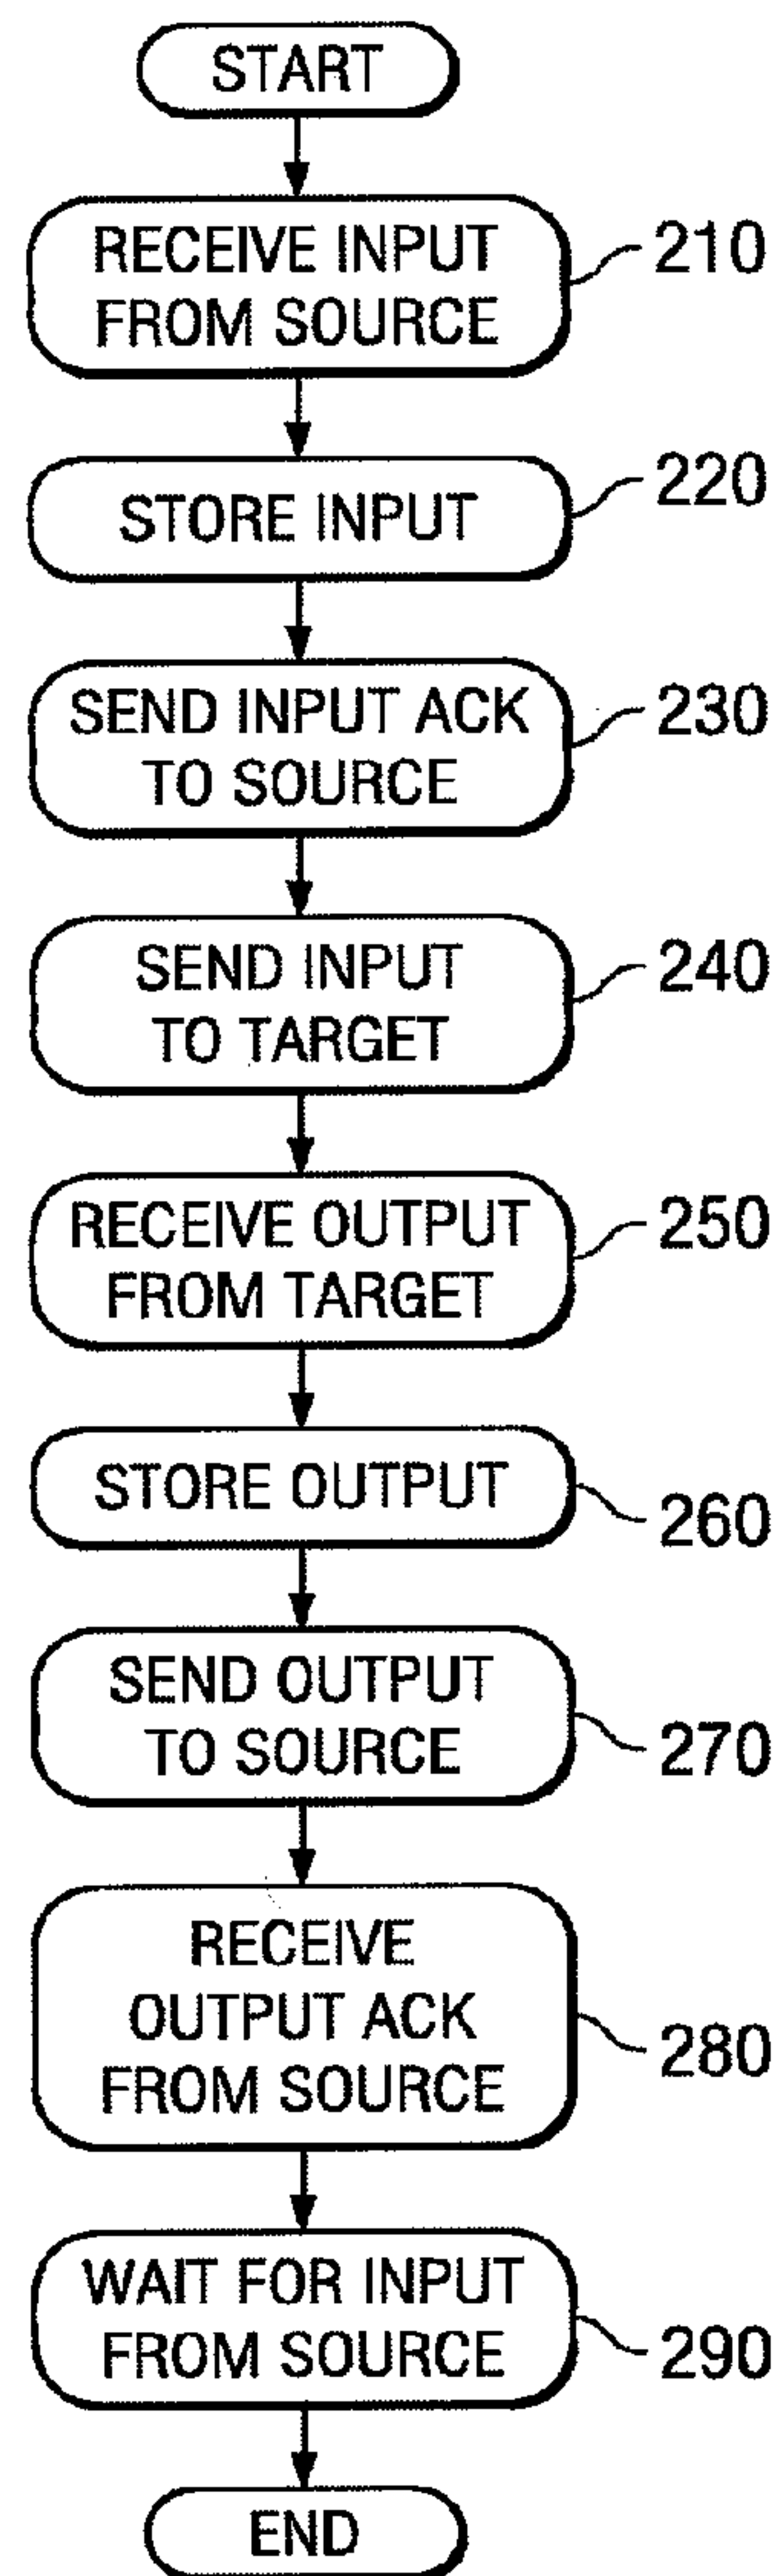 START
RECEIVE INPUT
FROM SOURCE
210
STORE INPUT
220
SEND INPUT ACK
TO SOURCE
230
SEND INPUT
TO TARGET
240
RECEIVE OUTPUT
FROM TARGET
250
STORE OUTPUT
260
SEND OUTPUT
TO SOURCE
270
RECEIVE
OUTPUT ACK
FROM SOURCE
280
WAIT FOR INPUT
FROM SOURCE
290
END